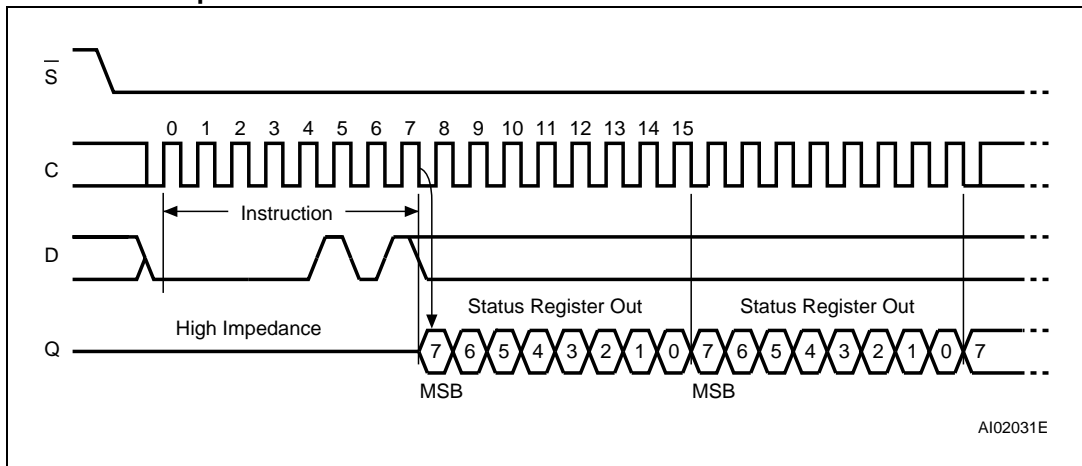 S
0 1 2 3 4 5 6 7 8 9 10 11 12 13 14 15
C
Instruction
D
Status Register Out Status Register Out
High Impedance
Q
7 6 5 4 3 2 1 0 7 6 5 4 3 2 1 0 7
MSB MSB
AI02031E